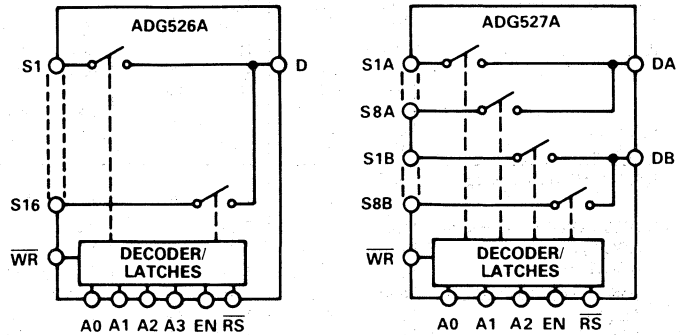 ADG526A
S1
D
S16
WR
DECODER/
LATCHES
A0 A1 A2 A3 EN RS
ADG527A
S1A
DA
S8A
S1B
DB
S8B
WR
DECODER/
LATCHES
A0 A1 A2 EN RS